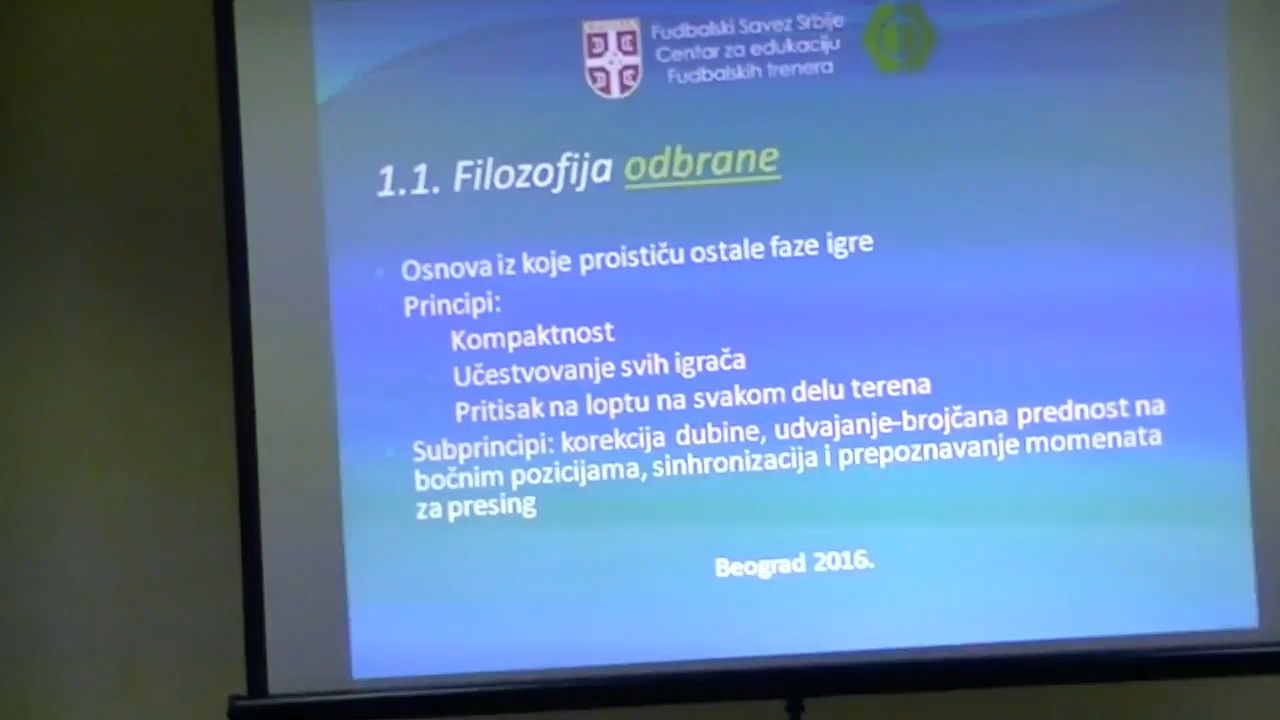 Fudbalski Savez Srbije
Centar za edukaciju
Fudbalskih trenera
1.1. Filozofija odbrane
Osnova iz koje proističu ostale faze igre
Principi:
Kompaktnost
Učestvovanje svih igrača
Pritisak na loptu na svakom delu terena
Subprincipi: korekcija dubine, udvajanje-brojčana prednost na
bočnim pozicijama, sinhronizacija i prepoznavanje momenata
za presing
Beograd 2016.